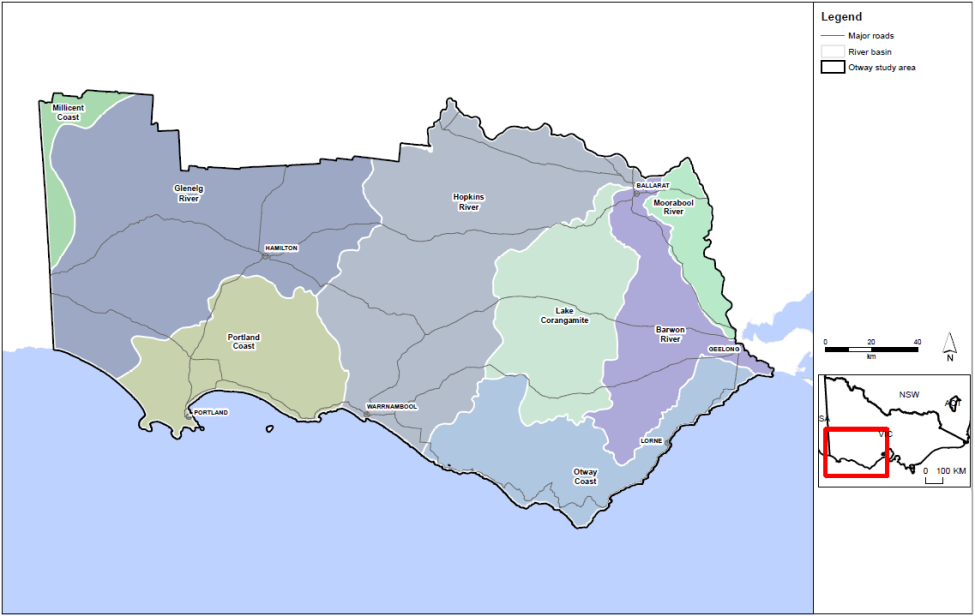 Legend
Major roads
River basin
Otway study area
Millicent
Coast
Glenelg
River
Hopkins
River
BALLARAT
Moorabool
River
HAMILTON
Lake
Corangamite
Barwon
River
Portland
Coast
GEELONG
PORTLAND
WARRNAMBOOL
LORNE
Otway
Coast
0 20 40
km
N
NSW
ACT
SA
VIC
0 100 KM